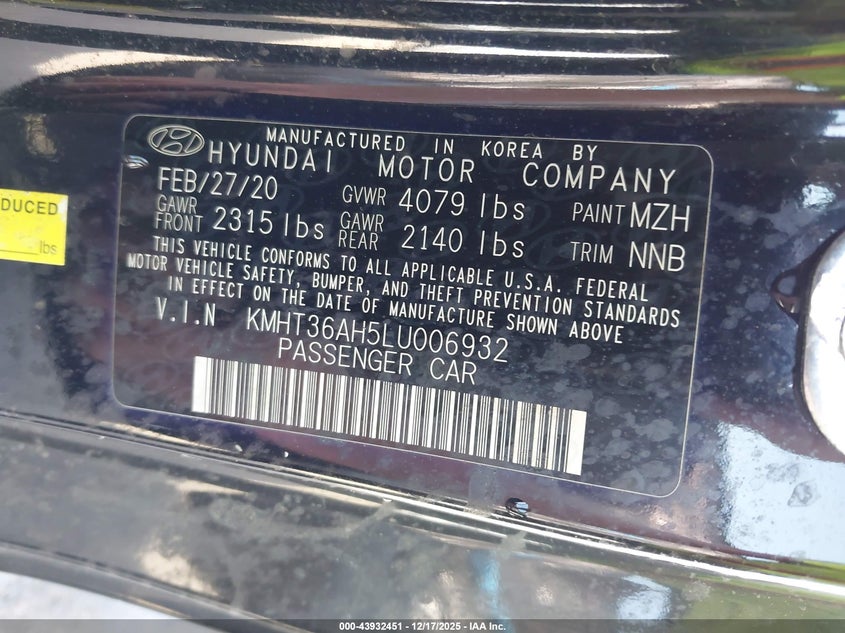 MANUFACTURED IN KOREA BY
HYUNDAI MOTOR COMPANY
FEB/27/20 GVWR 4079 lbs PAINT MZH
GAWR FRONT 2315 lbs GAWR REAR 2140 lbs TRIM NNB
THIS VEHICLE CONFORMS TO ALL APPLICABLE U.S.A. FEDERAL
MOTOR VEHICLE SAFETY, BUMPER, AND THEFT PREVENTION STANDARDS
IN EFFECT ON THE DATE OF MANUFACTURE SHOWN ABOVE
V.I.N KMHT36AH5LU006932
PASSENGER CAR
DUCED
lbs
000-43932451 - 12/17/2025 - IAA Inc.